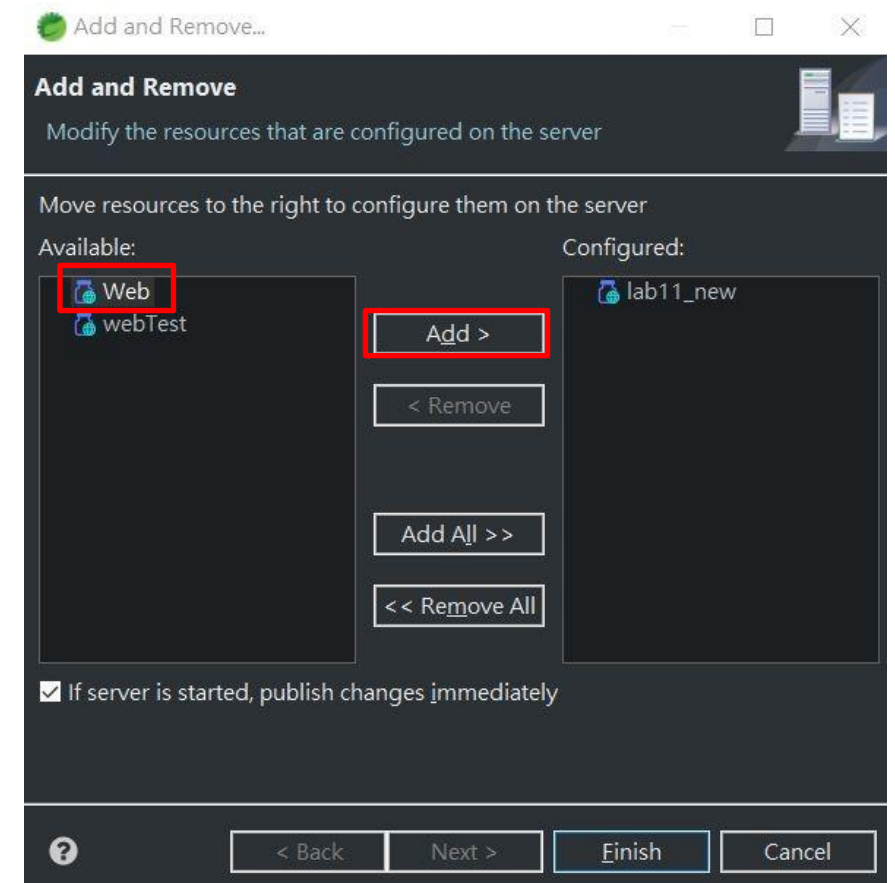 Add and Remove...
Add and Remove
Modify the resources that are configured on the server
Move resources to the right to configure them on the server
Available:
Configured:
Web
webTest
lab11_new
Add >
< Remove
Add All >>
<< Remove All
If server is started, publish changes immediately
?
< Back
Next >
Finish
Cancel